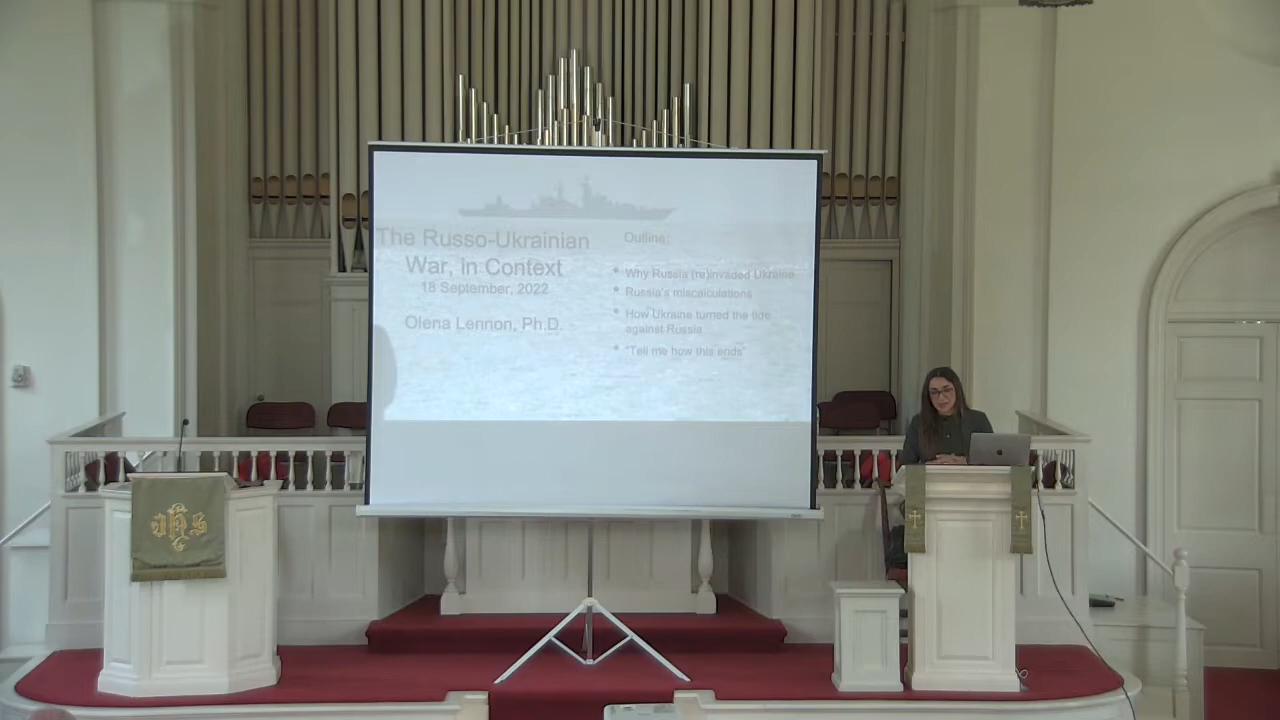 The Russo-Ukrainian
War, in Context
18 September, 2022
Olena Lennon, Ph.D.
Outline:
• Why Russia (re)invaded Ukraine
• Russia's miscalculations
• How Ukraine turned the tide
against Russia
• "Tell me how this ends"
IHS